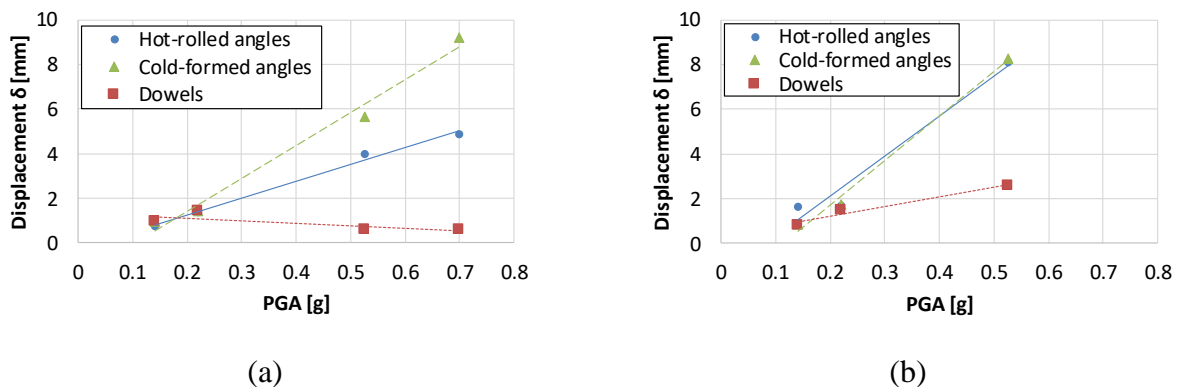 Displacement δ [mm]
10
8
6
4
2
0
Hot-rolled angles
Cold-formed angles
Dowels
0 0.1 0.2 0.3 0.4 0.5 0.6 0.7 0.8
PGA [g]
(a)
Displacement δ [mm]
10
8
6
4
2
0
Hot-rolled angles
Cold-formed angles
Dowels
0 0.1 0.2 0.3 0.4 0.5 0.6 0.7 0.8
PGA [g]
(b)